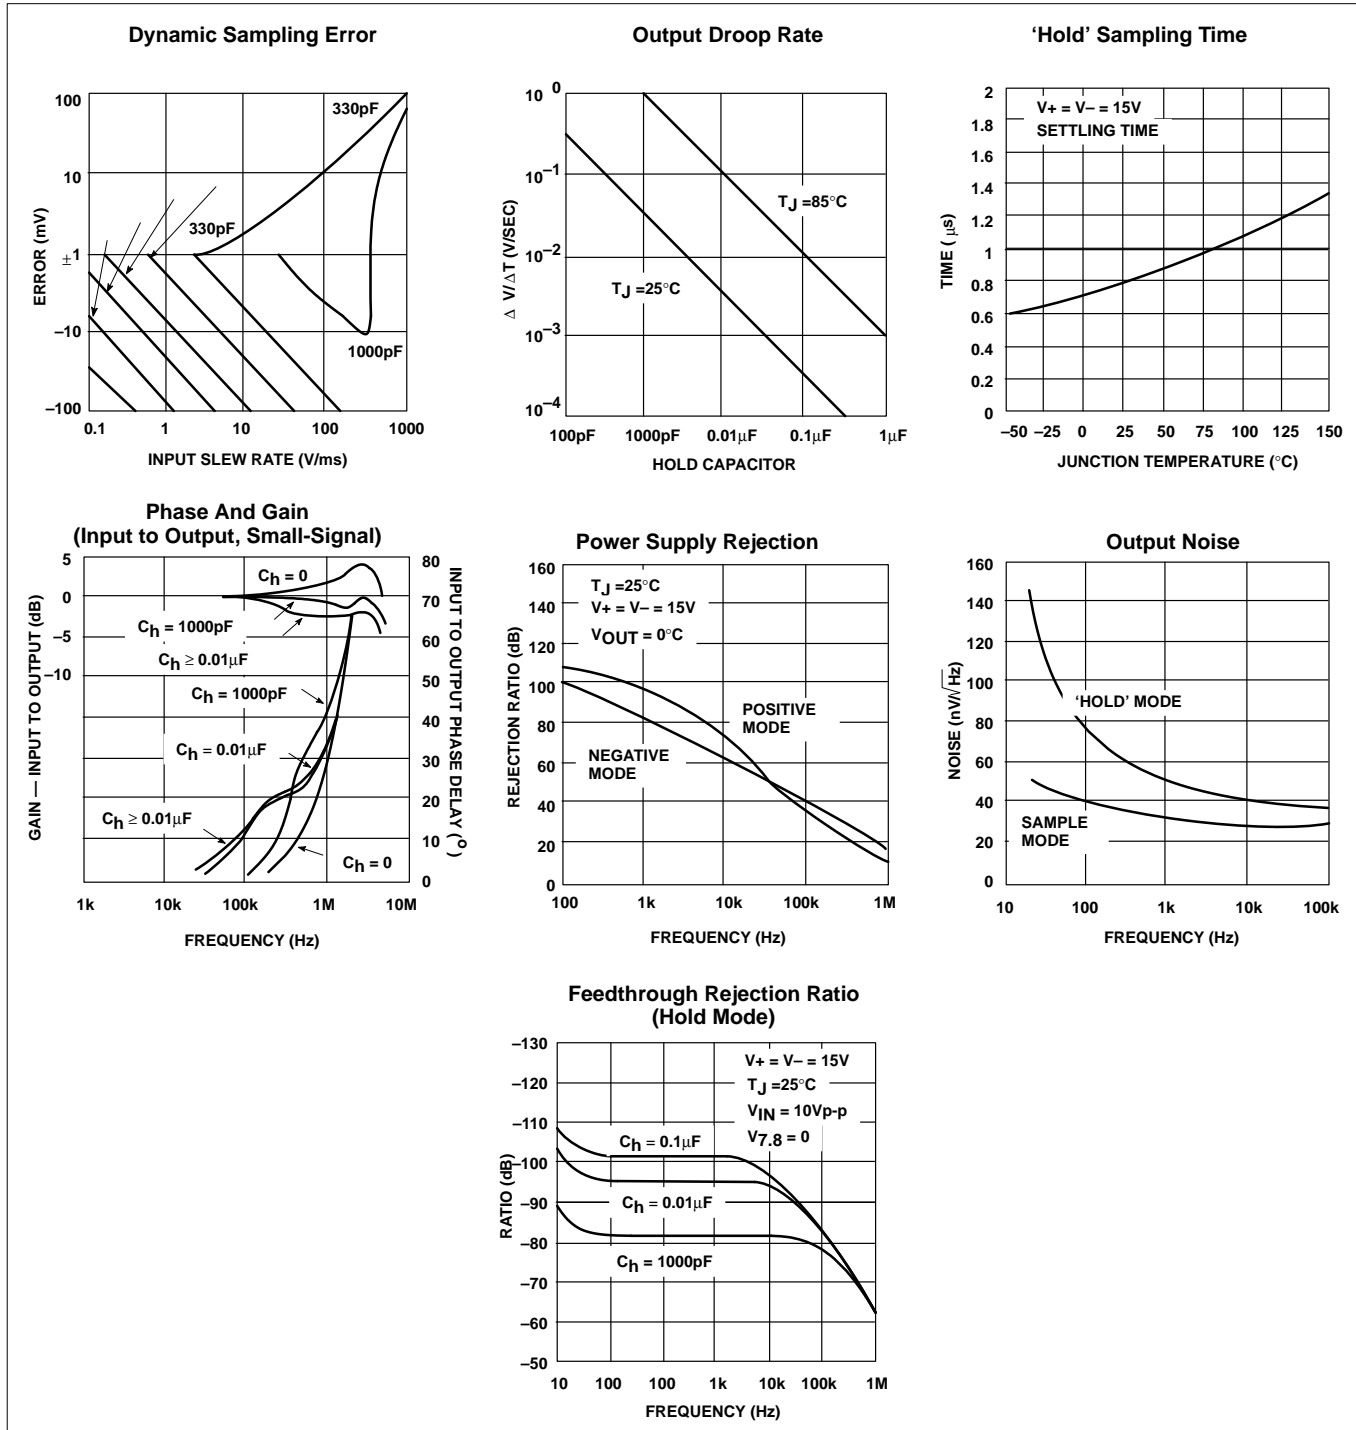 Dynamic Sampling Error
100
10
|± 1
–10
–100
ERROR (mV)
330pF
330pF
1000pF
0.1 1 10 100 1000
INPUT SLEW RATE (V/ms)
Output Droop Rate
10 0
10–1
10–2
10–3
10–4
Δ V/ΔT (V/SEC)
TJ =85°C
TJ =25°C
100pF 1000pF 0.01μF 0.1μF 1μF
HOLD CAPACITOR
‘Hold’ Sampling Time
2
1.8
1.6
1.4
1.2
1
0.8
0.6
0.4
0.2
0
TIME ( μs)
V+ = V– = 15V
SETTLING TIME
–50 –25 0 25 50 75 100 125 150
JUNCTION TEMPERATURE (°C)
Phase And Gain
(Input to Output, Small-Signal)
5
0
–5
–10
GAIN — INPUT TO OUTPUT (dB)
Ch = 0
Ch = 1000pF
Ch ≥ 0.01μF
Ch = 1000pF
Ch = 0.01μF
Ch ≥ 0.01μF
Ch = 0
80
70
60
50
40
30
20
10
0
INPUT TO OUTPUT PHASE DELAY (°)
1k 10k 100k 1M 10M
FREQUENCY (Hz)
Power Supply Rejection
160
140
120
100
80
60
40
20
0
REJECTION RATIO (dB)
TJ =25°C
V+ = V– = 15V
VOUT = 0°C
POSITIVE
MODE
NEGATIVE
MODE
100 1k 10k 100k 1M
FREQUENCY (Hz)
Output Noise
160
140
120
100
80
60
40
20
0
NOISE (nV/√Hz)
‘HOLD’ MODE
SAMPLE
MODE
10 100 1k 10k 100k
FREQUENCY (Hz)
Feedthrough Rejection Ratio
(Hold Mode)
–130
–120
–110
–100
–90
–80
–70
–60
–50
RATIO (dB)
V+ = V– = 15V
TJ =25°C
VIN = 10Vp-p
V7.8 = 0
Ch = 0.1μF
Ch = 0.01μF
Ch = 1000pF
10 100 100 1k 10k 100k 1M
FREQUENCY (Hz)